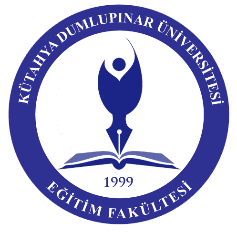 KÜTAHYA DUMLUPINAR ÜNİVERSİTESİ
1999
EĞİTİM FAKÜLTESİ